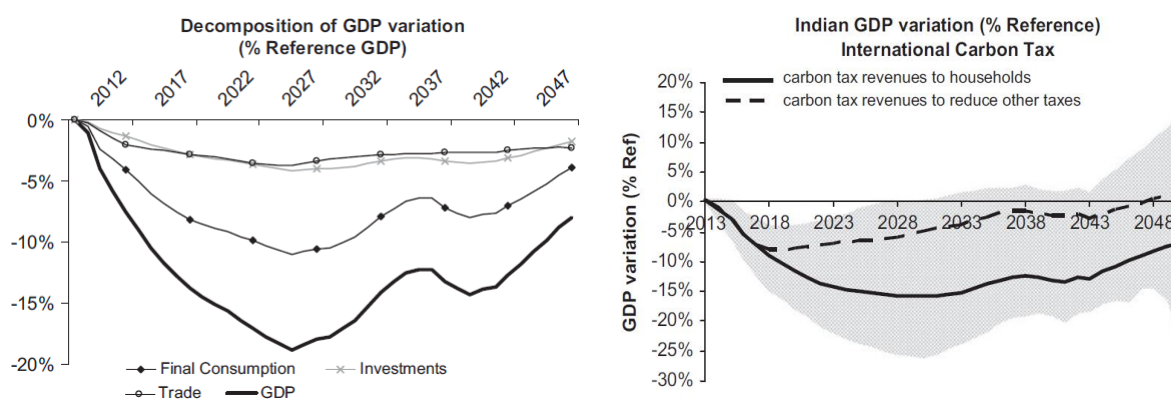 Decomposition of GDP variation
(% Reference GDP)
2012
2017
2022
2027
2032
2037
2042
2047
0%
-5%
-10%
-15%
-20%
Final Consumption
Investments
Trade
GDP
Indian GDP variation (% Reference)
International Carbon Tax
GDP variation (% Ref)
20%
15%
10%
5%
0%
-5%
-10%
-15%
-20%
-25%
-30%
carbon tax revenues to households
carbon tax revenues to reduce other taxes
2013
2018
2023
2028
2033
2038
2043
2048